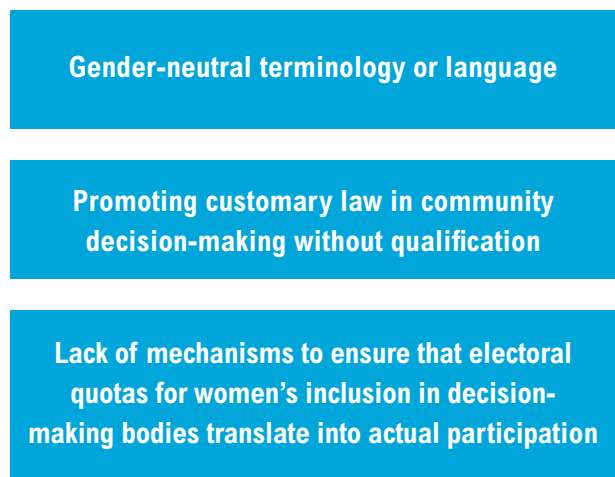 Gender-neutral terminology or language
Promoting customary law in community
decision-making without qualification
Lack of mechanisms to ensure that electoral
quotas for women’s inclusion in decision-
making bodies translate into actual participation